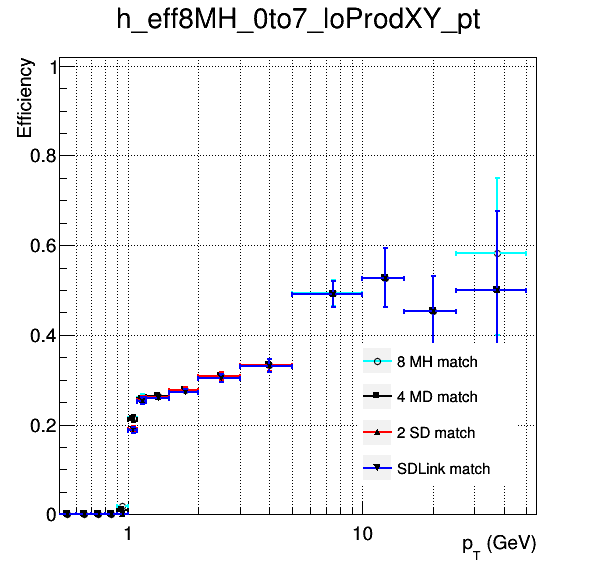 h_eff8MH_0to7_loProdXY_pt
Efficiency
1
0.8
0.6
0.4
0.2
0
8 MH match
4 MD match
2 SD match
SDLink match
1
10
p_T (GeV)